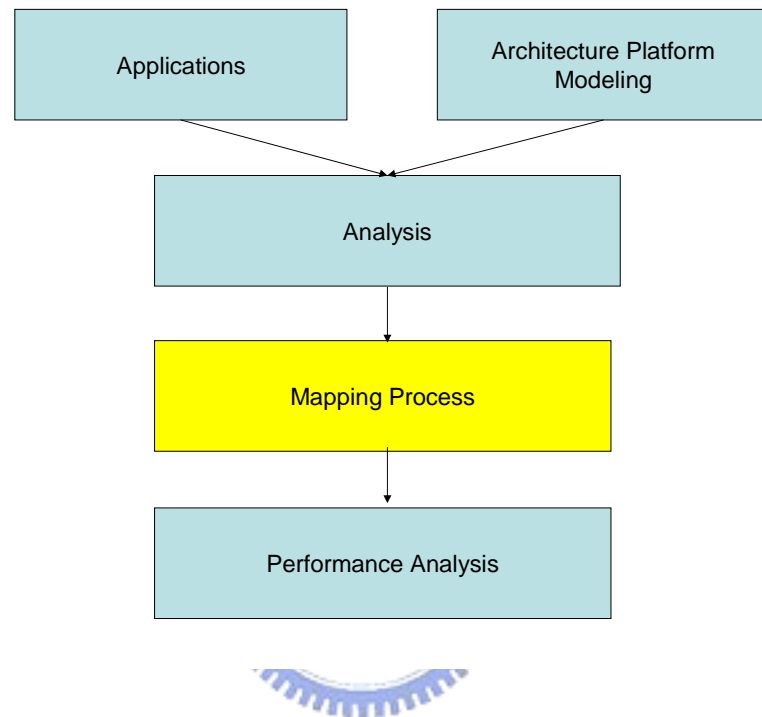 Applications
Architecture Platform
Modeling
Analysis
Mapping Process
Performance Analysis